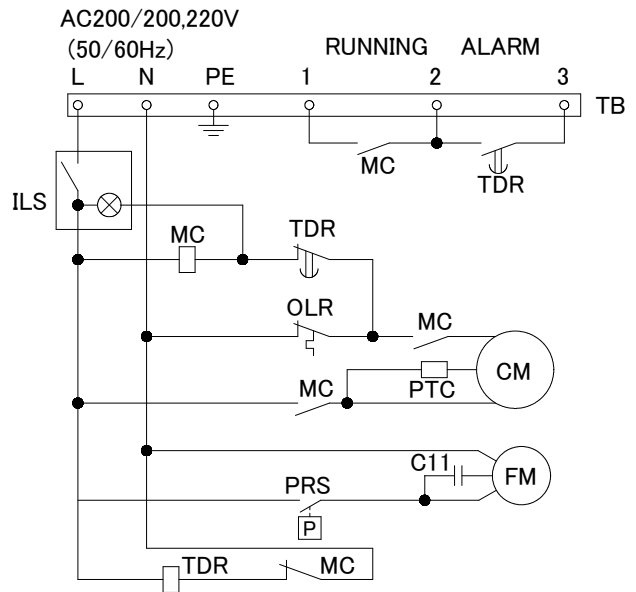 AC200/200,220V
(50/60Hz)
RUNNING ALARM
L N PE 1 2 3
TB
MC
TDR
ILS
MC
TDR
OLR
MC
CM
MC
PTC
C11
FM
PRS
P
TDR
MC